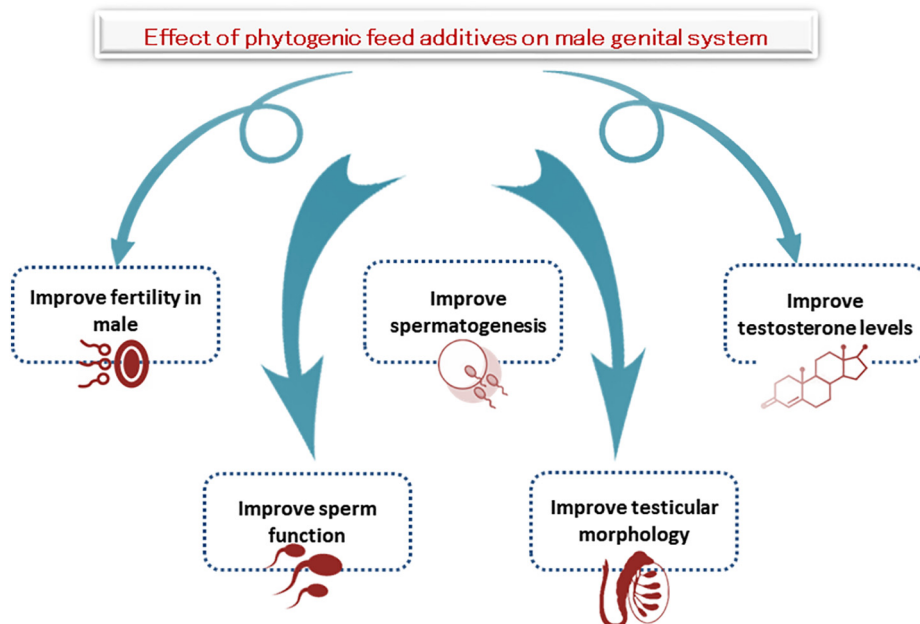 Effect of phytogenic feed additives on male genital system
Improve fertility in
male
Improve
spermatogenesis
Improve
testosterone levels
Improve sperm
function
Improve testicular
morphology